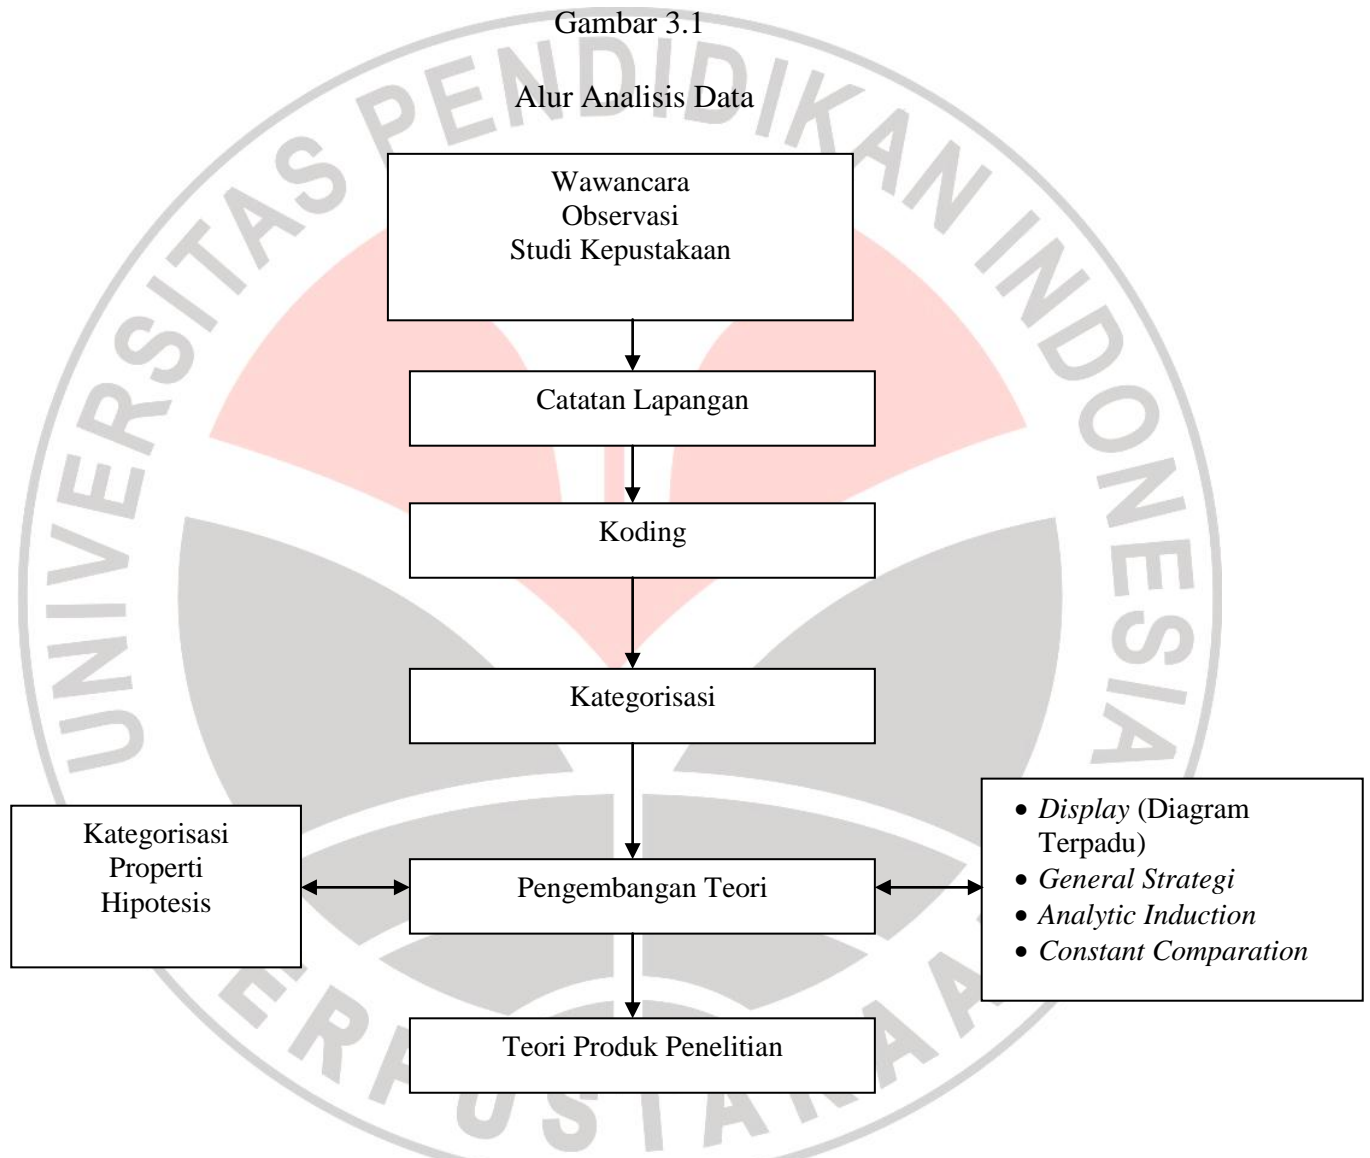 Gambar 3.1
Alur Analisis Data
Wawancara
Observasi
Studi Kepustakaan
Catatan Lapangan
Koding
Kategorisasi
Kategorisasi
Properti
Hipotesis
Pengembangan Teori
• Display (Diagram
Terpadu)
• General Strategi
• Analytic Induction
• Constant Comparation
Teori Produk Penelitian
UNIVERSITAS PENDIDIKAN INDONESIA